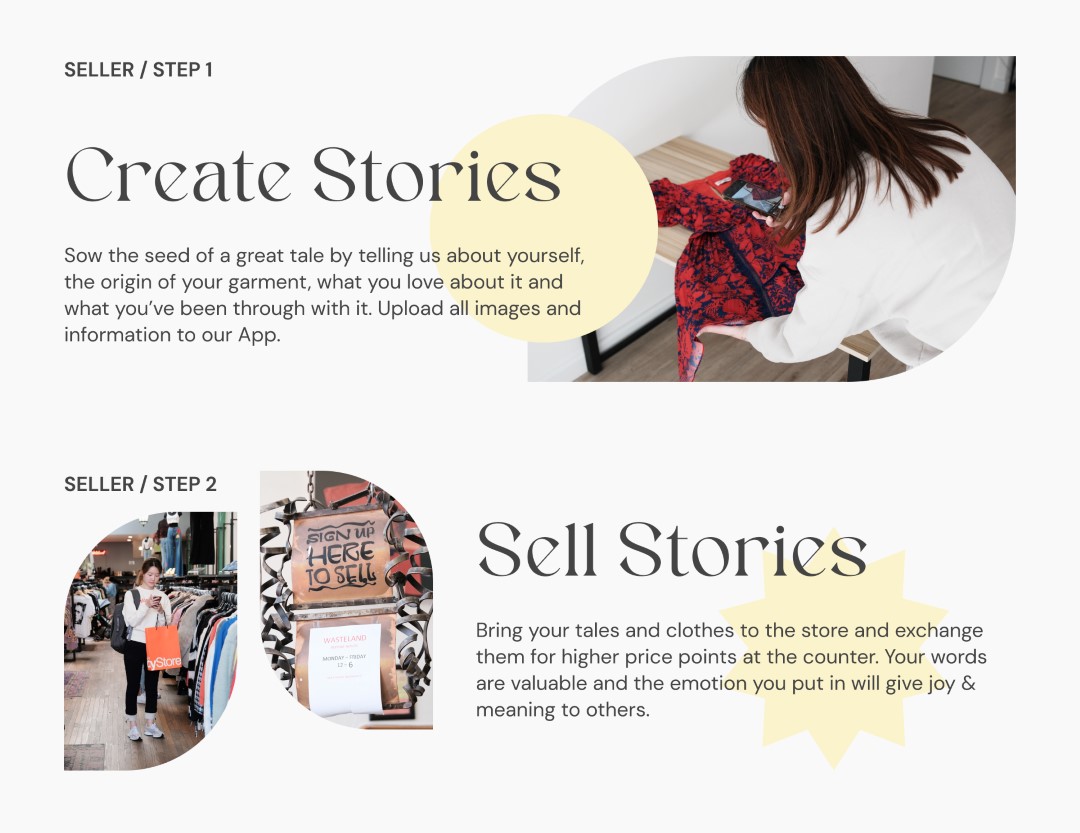 SELLER / STEP 1
Create Stories
Sow the seed of a great tale by telling us about yourself,
the origin of your garment, what you love about it and
what you’ve been through with it. Upload all images and
information to our App.
SELLER / STEP 2
yStore
SIGN UP
HERE
TO SELL
WASTELAND
MONDAY - FRIDAY
12 - 6
Sell Stories
Bring your tales and clothes to the store and exchange
them for higher price points at the counter. Your words
are valuable and the emotion you put in will give joy &
meaning to others.